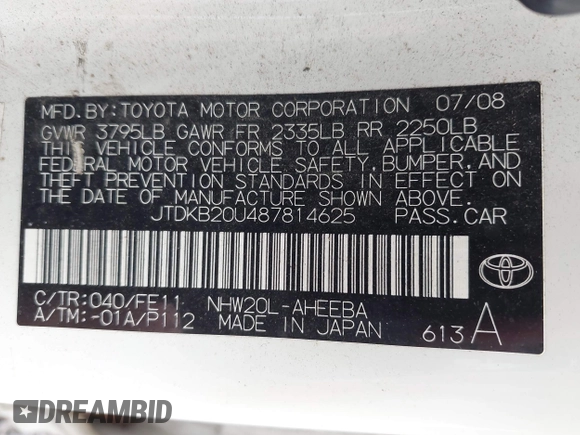 MFD.BY:TOYOTA MOTOR CORPORATION 07/08
GVWR 3795LB GAWR FR 2335LB RR 2250LB
THIS VEHICLE CONFORMS TO ALL APPLICABLE
FEDERAL MOTOR VEHICLE SAFETY, BUMPER, AND
THEFT PREVENTION STANDARDS IN EFFECT ON
THE DATE OF MANUFACTURE SHOWN ABOVE.
JTDKB20U487814625 PASS.CAR
C/TR:040/FE11 NHW20L-AHEEBA
A/TM:-01A/P112 MADE IN JAPAN 613A
DREAMBID